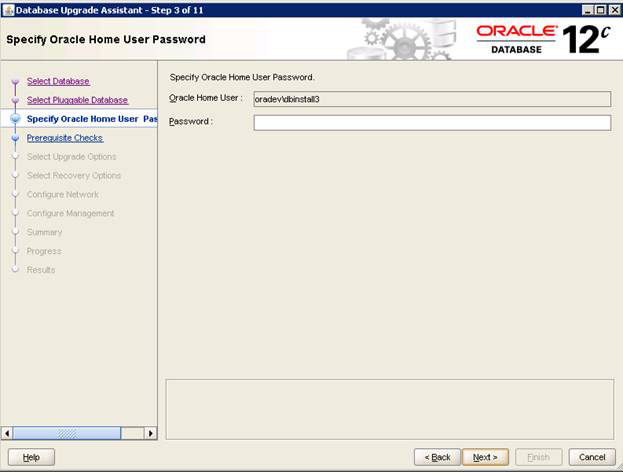 Database Upgrade Assistant - Step 3 of 11
Specify Oracle Home User Password
ORACLE
DATABASE
12c
Select Database
Select Pluggable Database
Specify Oracle Home User Pas
Prerequisite Checks
Select Upgrade Options
Select Recovery Options
Configure Network
Configure Management
Summary
Progress
Results
Specify Oracle Home User Password.
Oracle Home User : oradev\dbinstall3
Password :
Help
< Back Next > Finish Cancel